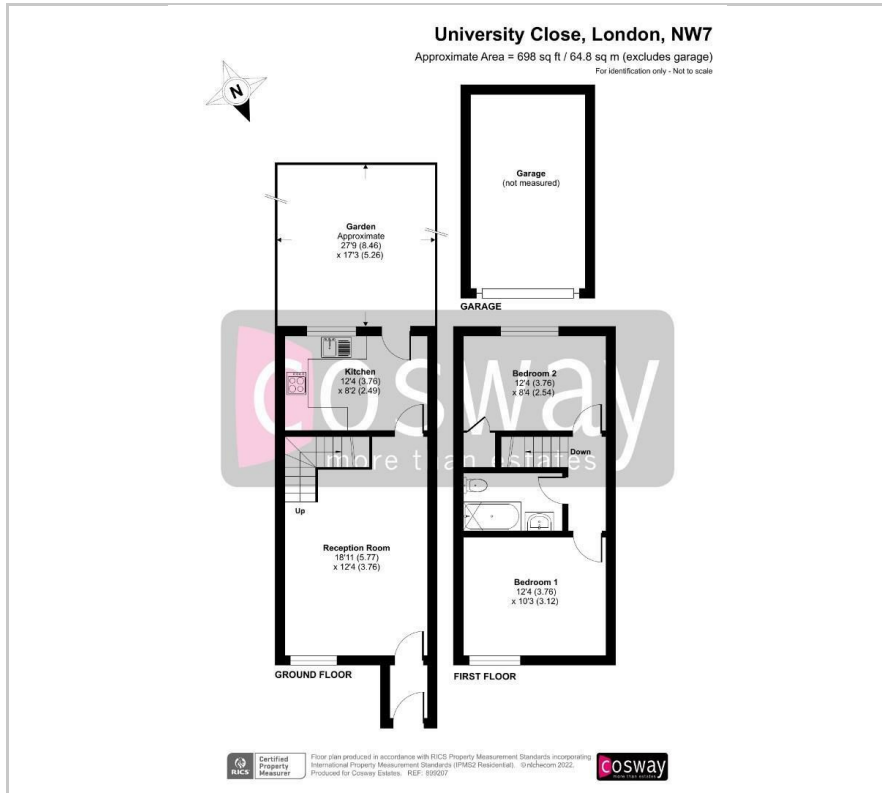 University Close, London, NW7
Approximate Area = 698 sq ft / 64.8 sq m (excludes garage)
For identification only - Not to scale
N
Garage
(not measured)
GARAGE
Garden
Approximate
27'9 (8.46)
x 17'3 (5.26)
Kitchen
12'4 (3.76)
x 8'2 (2.49)
Bedroom 2
12'4 (3.76)
x 8'4 (2.54)
cosway
more than estates
Down
Up
Reception Room
18'11 (5.77)
x 12'4 (3.76)
Bedroom 1
12'4 (3.76)
x 10'3 (3.12)
GROUND FLOOR
FIRST FLOOR
RICS
Certified
Property
Measurer
Floor plan produced in accordance with RICS Property Measurement Standards incorporating
International Property Measurement Standards (IPMS2 Residential). ©nichecom 2022.
Produced for Cosway Estates. REF: 899207
cosway
more than estates